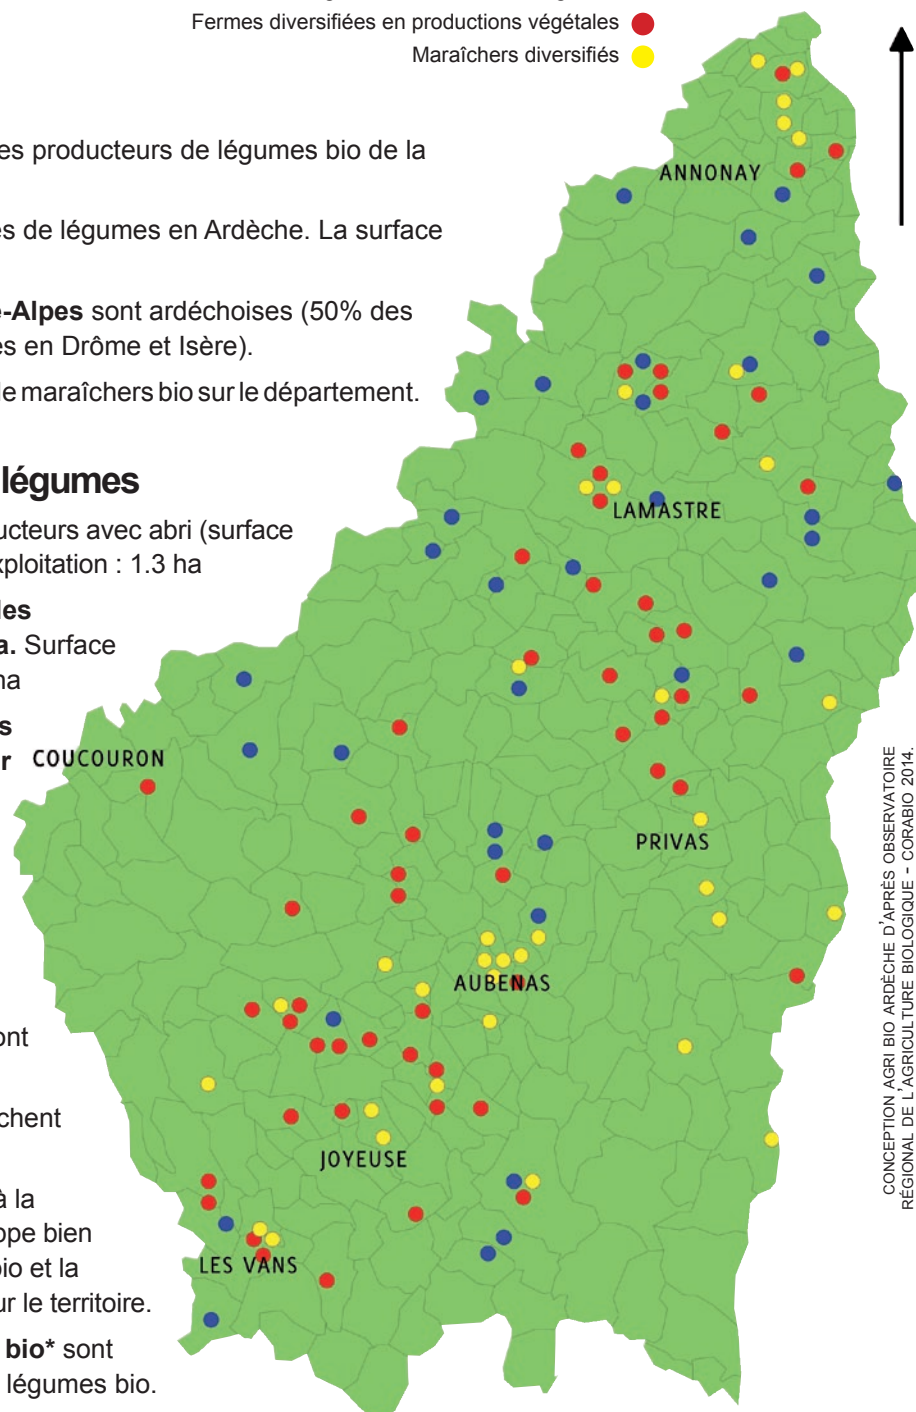 Fermes diversifiées en productions végétales
Maraîchers diversifiés
es producteurs de légumes bio de la
es de légumes en Ardèche. La surface
e-Alpes sont ardéchoises (50% des
es en Drôme et Isère).
de maraîchers bio sur le département.
légumes
ucteurs avec abri (surface
xploitation : 1.3 ha
les
a. Surface
ha
s
r
ont
chent
à la
ppe bien
bio et la
ur le territoire.
bio* sont
légumes bio.
ANNONAY
LAMASTRE
COUCOURON
PRIVAS
AUBENAS
JOYEUSE
LES VANS
CONCEPTION AGRI BIO ARDÈCHE D'APRÈS OBSERVATOIRE
RÉGIONAL DE L'AGRICULTURE BIOLOGIQUE - CORABIO 2014.